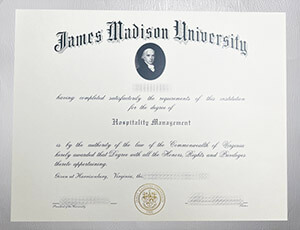 James Madison University
having completed satisfactorily the requirements of this institution
for the degree of
Hospitality Management
is by the authority of the law of the Commonwealth of Virginia
hereby awarded that Degree with all the Honors, Rights and Privileges
thereto appertaining.
Given at Harrisonburg, Virginia, the